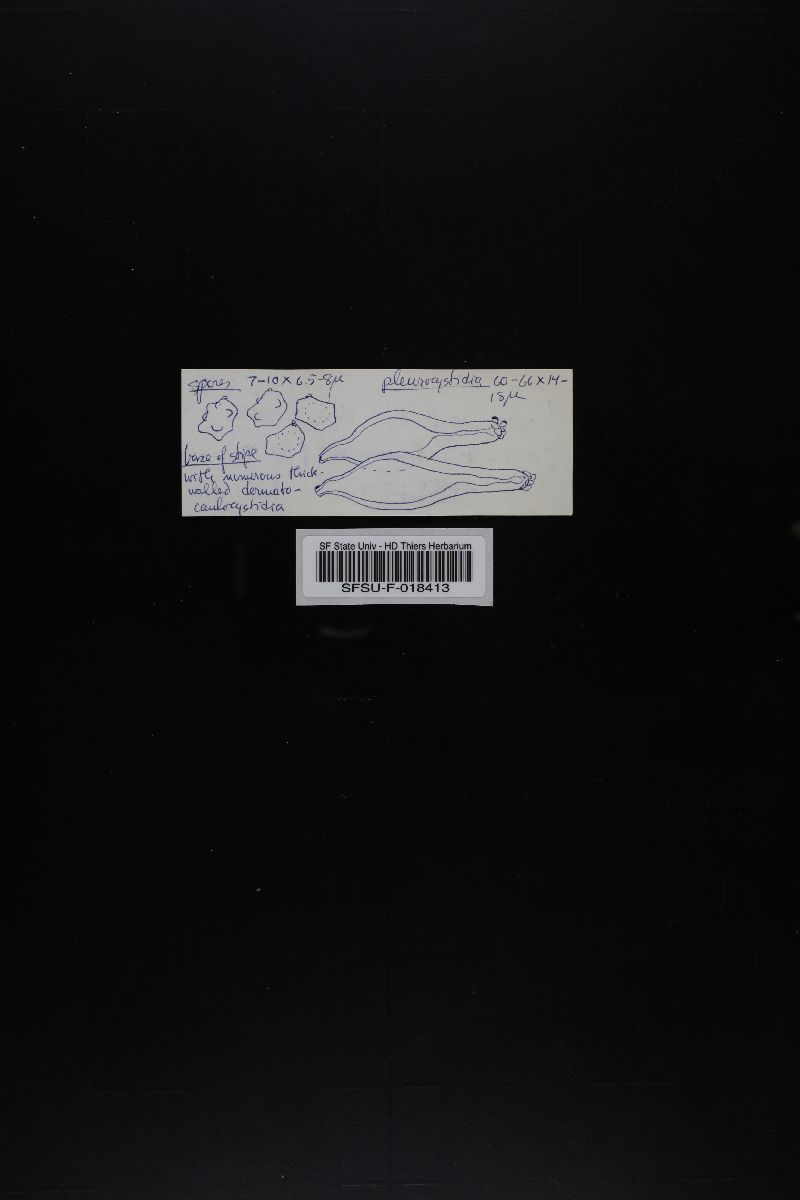 spores 7-10 x 6.5-8µ
pleurocystidia 60-66 x 14-
18µ
base of stipe
with numerous thick-
walled dermato-
caulocystidia
SF State Univ - HD Thiers Herbarium
SFSU-F-018413